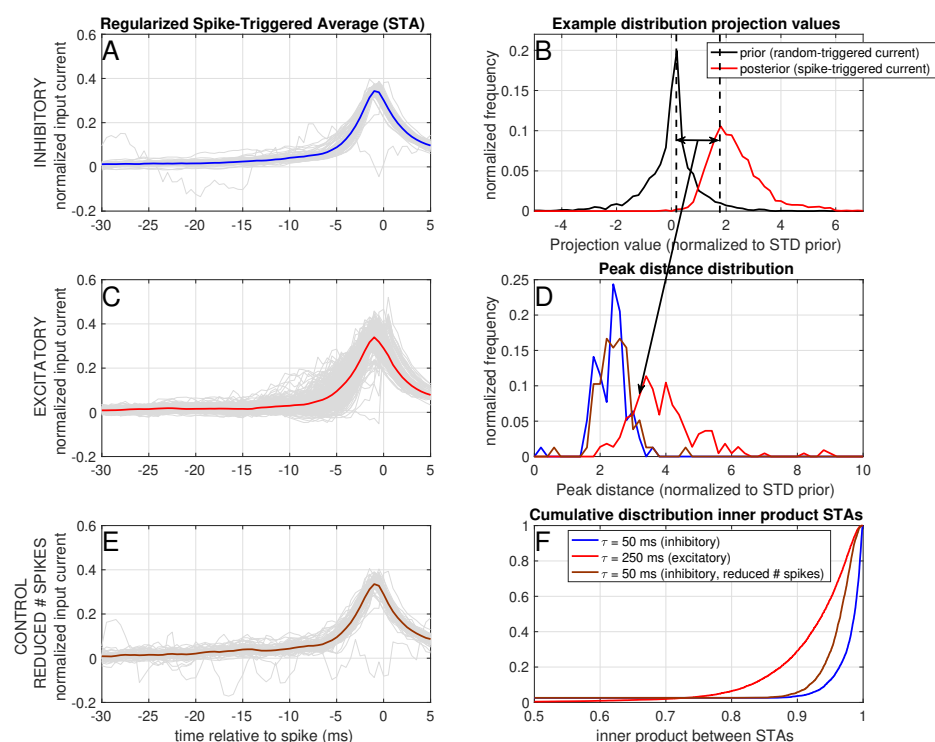 Regularized Spike-Triggered Average (STA)
A
INHIBITORY
normalized input current
0.6
0.4
0.2
0
-0.2
-30 -25 -20 -15 -10 -5 0 5
Example distribution projection values
B
prior (random-triggered current)
posterior (spike-triggered current)
normalized frequency
0.2
0.15
0.1
0.05
0
-4 -2 0 2 4 6
Projection value (normalized to STD prior)
C
EXCITATORY
normalized input current
0.6
0.4
0.2
0
-0.2
-30 -25 -20 -15 -10 -5 0 5
Peak distance distribution
D
normalized frequency
0.25
0.2
0.15
0.1
0.05
0
0 2 4 6 8 10
Peak distance (normalized to STD prior)
E
CONTROL
REDUCED # SPIKES
normalized input current
0.6
0.4
0.2
0
-0.2
-30 -25 -20 -15 -10 -5 0 5
time relative to spike (ms)
Cumulative disctribution inner product STAs
F
τ = 50 ms (inhibitory)
τ = 250 ms (excitatory)
τ = 50 ms (inhibitory, reduced # spikes)
1
0.8
0.6
0.4
0.2
0
0.5 0.6 0.7 0.8 0.9 1
inner product between STAs